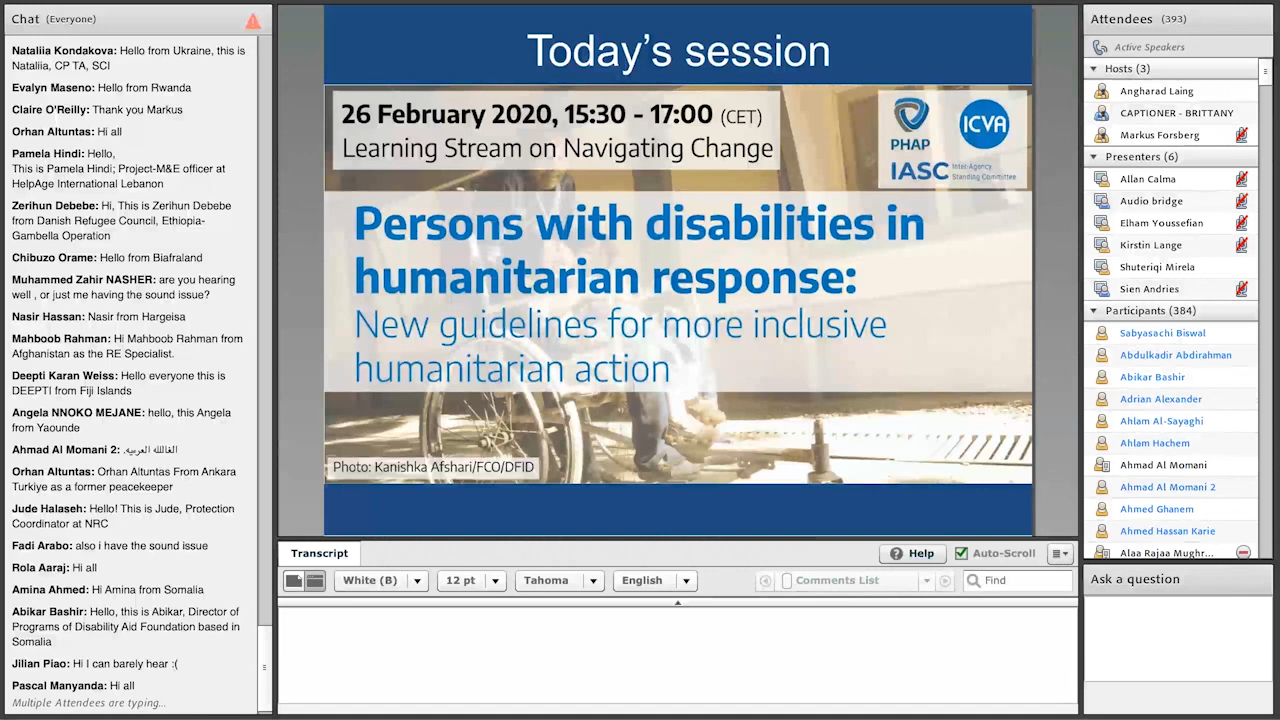 Chat (Everyone)
Nataliia Kondakova: Hello from Ukraine, this is
Nataliia, CP TA, SCI
Evalyn Maseno: Hello from Rwanda
Claire O'Reilly: Thank you Markus
Orhan Altuntas: Hi all
Pamela Hindi: Hello,
This is Pamela Hindi; Project-M&E officer at
HelpAge International Lebanon
Zerihun Debebe: Hi, This is Zerihun Debebe
from Danish Refugee Council, Ethiopia-
Gambella Operation
Chibuzo Orame: Hello from Biafraland
Muhammed Zahir NASHER: are you hearing
well , or just me having the sound issue?
Nasir Hassan: Nasir from Hargeisa
Mahboob Rahman: Hi Mahboob Rahman from
Afghanistan as the RE Specialist.
Deepti Karan Weiss: Hello everyone this is
DEEPTI from Fiji Islands
Angela NNOKO MEJANE: hello, this Angela
from Yaounde
Ahmad Al Momani 2:
Orhan Altuntas: Orhan Altuntas From Ankara
Turkiye as a former peacekeeper
Jude Halaseh: Hello! This is Jude, Protection
Coordinator at NRC
Fadi Arabo: also i have the sound issue
Rola Aaraj: Hi all
Amina Ahmed: Hi Amina from Somalia
Abikar Bashir: Hello, this is Abikar, Director of
Programs of Disability Aid Foundation based in
Somalia
Jilian Piao: Hi I can barely hear :(
Pascal Manyanda: Hi all
Multiple Attendees are typing...
Today's session
26 February 2020, 15:30 - 17:00 (CET)
Learning Stream on Navigating Change
PHAP
ICVA
IASC Inter-Agency
Standing Committee
Persons with disabilities in
humanitarian response:
New guidelines for more inclusive
humanitarian action
Photo: Kanishka Afshari/FCO/DFID
Transcript
Help
Auto-Scroll
White (B)
12 pt
Tahoma
English
Comments List
Find
Attendees (393)
Active Speakers
Hosts (3)
Angharad Laing
CAPTIONER - BRITTANY
Markus Forsberg
Presenters (6)
Allan Calma
Audio bridge
Elham Youssefian
Kirstin Lange
Shuteriqi Mirela
Sien Andries
Participants (384)
Sabyasachi Biswal
Abdulkadir Abdirahman
Abikar Bashir
Adrian Alexander
Ahlam Al-Sayaghi
Ahlam Hachem
Ahmad Al Momani
Ahmad Al Momani 2
Ahmed Ghanem
Ahmed Hassan Karie
Alaa Rajaa Mughr...
Ask a question